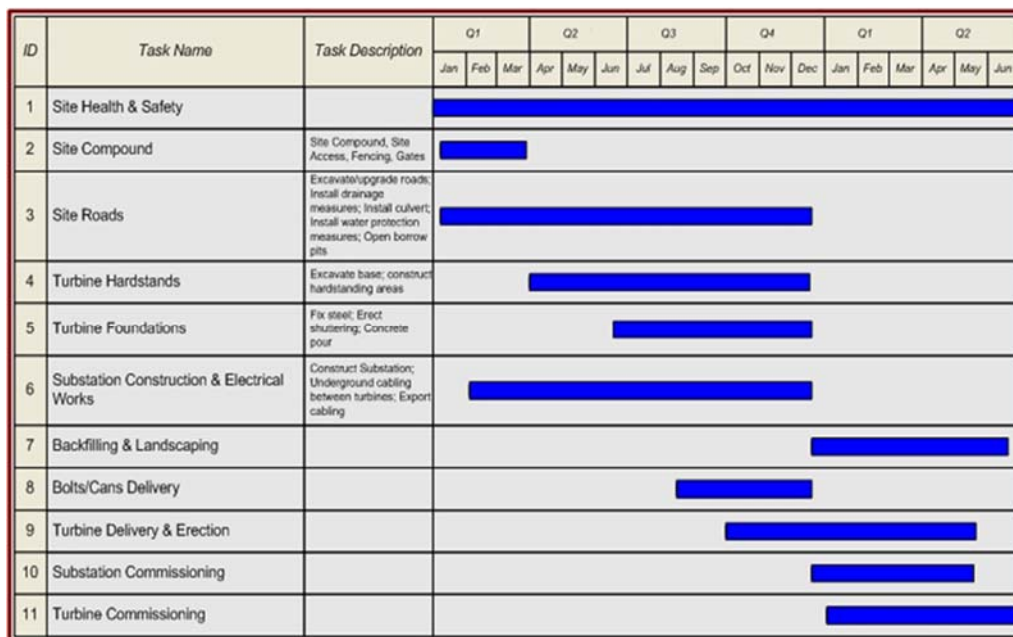 ID Task Name Task Description Q1 Q2 Q3 Q4 Q1 Q2
Jan Feb Mar Apr May Jun Jul Aug Sep Oct Nov Dec Jan Feb Mar Apr May Jun
1 Site Health & Safety
2 Site Compound
Site Compound, Site
Access, Fencing, Gates
3 Site Roads
Excavate/upgrade roads;
Install drainage
measures; Install culvert;
Install water protection
measures; Open borrow
pits
4 Turbine Hardstands
Excavate base; construct
hardstanding areas
5 Turbine Foundations
Fix steel; Erect
shuttering; Concrete
pour
6 Substation Construction & Electrical
Works
Construct Substation;
Underground cabling
between turbines; Export
cabling
7 Backfilling & Landscaping
8 Bolts/Cans Delivery
9 Turbine Delivery & Erection
10 Substation Commissioning
11 Turbine Commissioning